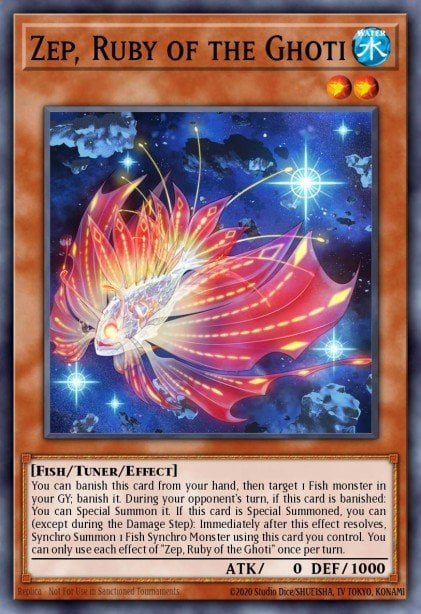 ZEP, RUBY OF THE GHOTI
WATER
水
[FISH/TUNER/EFFECT]
You can banish this card from your hand, then target 1 Fish monster in
your GY; banish it. During your opponent's turn, if this card is banished:
You can Special Summon it. If this card is Special Summoned, you can
(except during the Damage Step): Immediately after this effect resolves,
Synchro Summon 1 Fish Synchro Monster using this card you control. You
can only use each effect of "Zep, Ruby of the Ghoti" once per turn.
ATK/ 0 DEF/1000
Replica - Not For Use in Sanctioned Tournaments
©2020 Studio Dice/SHUEISHA, TV TOKYO, KONAMI